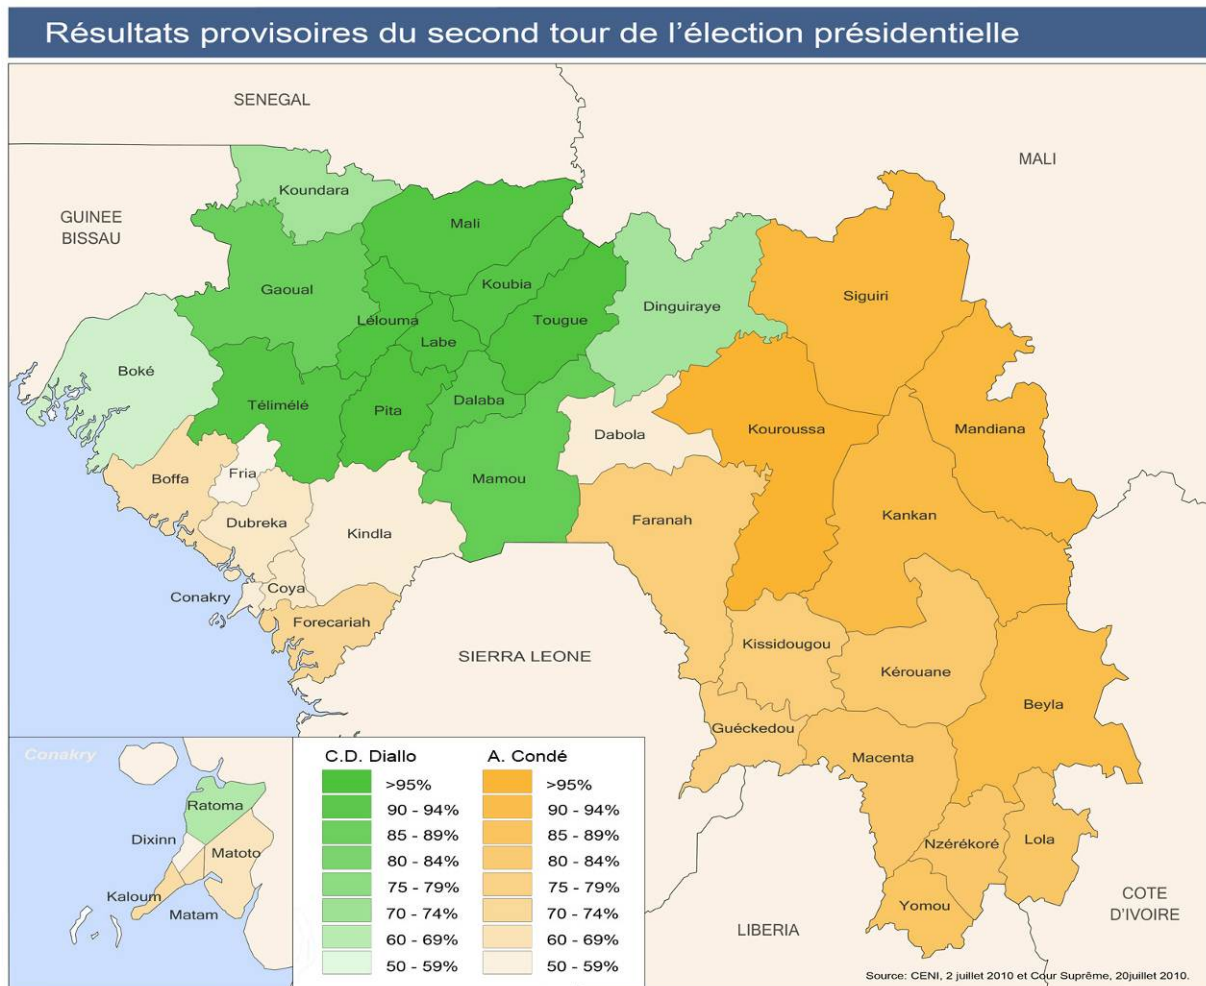 Résultats provisoires du second tour de l'élection présidentielle
SENEGAL
MALI
GUINEE
BISSAU
Koundara
Mali
Gaoual
Koubia
Lélouma
Tougue
Labe
Dinguiraye
Siguiri
Boké
Télimélé
Pita
Dalaba
Dabola
Kouroussa
Mandiana
Boffa
Fria
Mamou
Dubreka
Kindla
Faranah
Kankan
Conakry
Coya
Forecariah
SIERRA LEONE
Kissidougou
Kérouane
Beyla
Guéckedou
Macenta
Nzérékoré
Lola
Yomou
LIBERIA
COTE
D'IVOIRE
Conakry
Ratoma
Dixinn
Matoto
Kaloum
Matam
C.D. Diallo A. Condé
>95% >95%
90 - 94% 90 - 94%
85 - 89% 85 - 89%
80 - 84% 80 - 84%
75 - 79% 75 - 79%
70 - 74% 70 - 74%
60 - 69% 60 - 69%
50 - 59% 50 - 59%
Source: CENI, 2 juillet 2010 et Cour Suprême, 20juillet 2010.